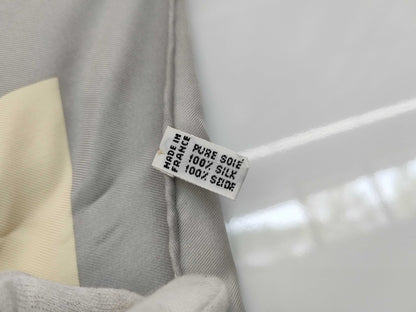 MADE IN
FRANCE
PURE SOIE
100% SILK
100% SEIDE